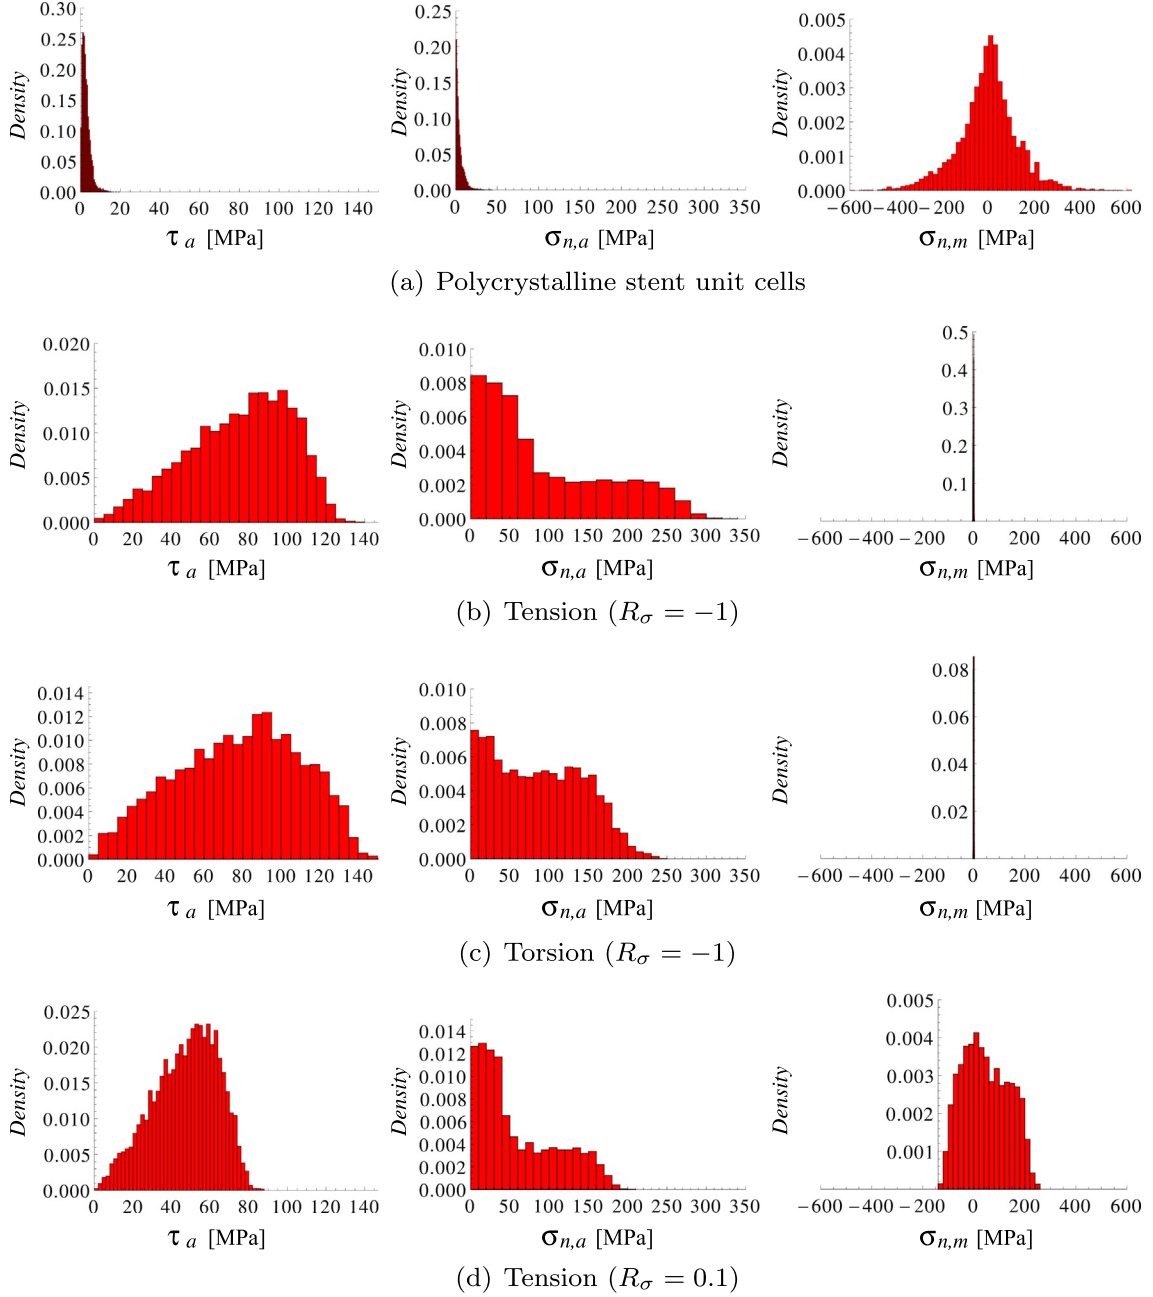 0.30
0.25
0.20
0.15
0.10
0.05
0.00
Density
0 20 40 60 80 100 120 140
τ a [MPa]
0.25
0.20
0.15
0.10
0.05
0.00
Density
0 50 100 150 200 250 300 350
σn,a [MPa]
0.005
0.004
0.003
0.002
0.001
0.000
Density
−600 −400 −200 0 200 400 600
σn,m [MPa]
(a) Polycrystalline stent unit cells
0.020
0.015
0.010
0.005
0.000
Density
0 20 40 60 80 100 120 140
τ a [MPa]
0.010
0.008
0.006
0.004
0.002
0.000
Density
0 50 100 150 200 250 300 350
σn,a [MPa]
0.5
0.4
0.3
0.2
0.1
Density
−600 −400 −200 0 200 400 600
σn,m [MPa]
(b) Tension (Rσ = −1)
0.014
0.012
0.010
0.008
0.006
0.004
0.002
0.000
Density
0 20 40 60 80 100 120 140
τ a [MPa]
0.010
0.008
0.006
0.004
0.002
0.000
Density
0 50 100 150 200 250 300 350
σn,a [MPa]
0.08
0.06
0.04
0.02
Density
−600 −400 −200 0 200 400 600
σn,m [MPa]
(c) Torsion (Rσ = −1)
0.025
0.020
0.015
0.010
0.005
0.000
Density
0 20 40 60 80 100 120 140
τ a [MPa]
0.014
0.012
0.010
0.008
0.006
0.004
0.002
0.000
Density
0 50 100 150 200 250 300 350
σn,a [MPa]
0.005
0.004
0.003
0.002
0.001
Density
−600 −400 −200 0 200 400 600
σn,m [MPa]
(d) Tension (Rσ = 0.1)